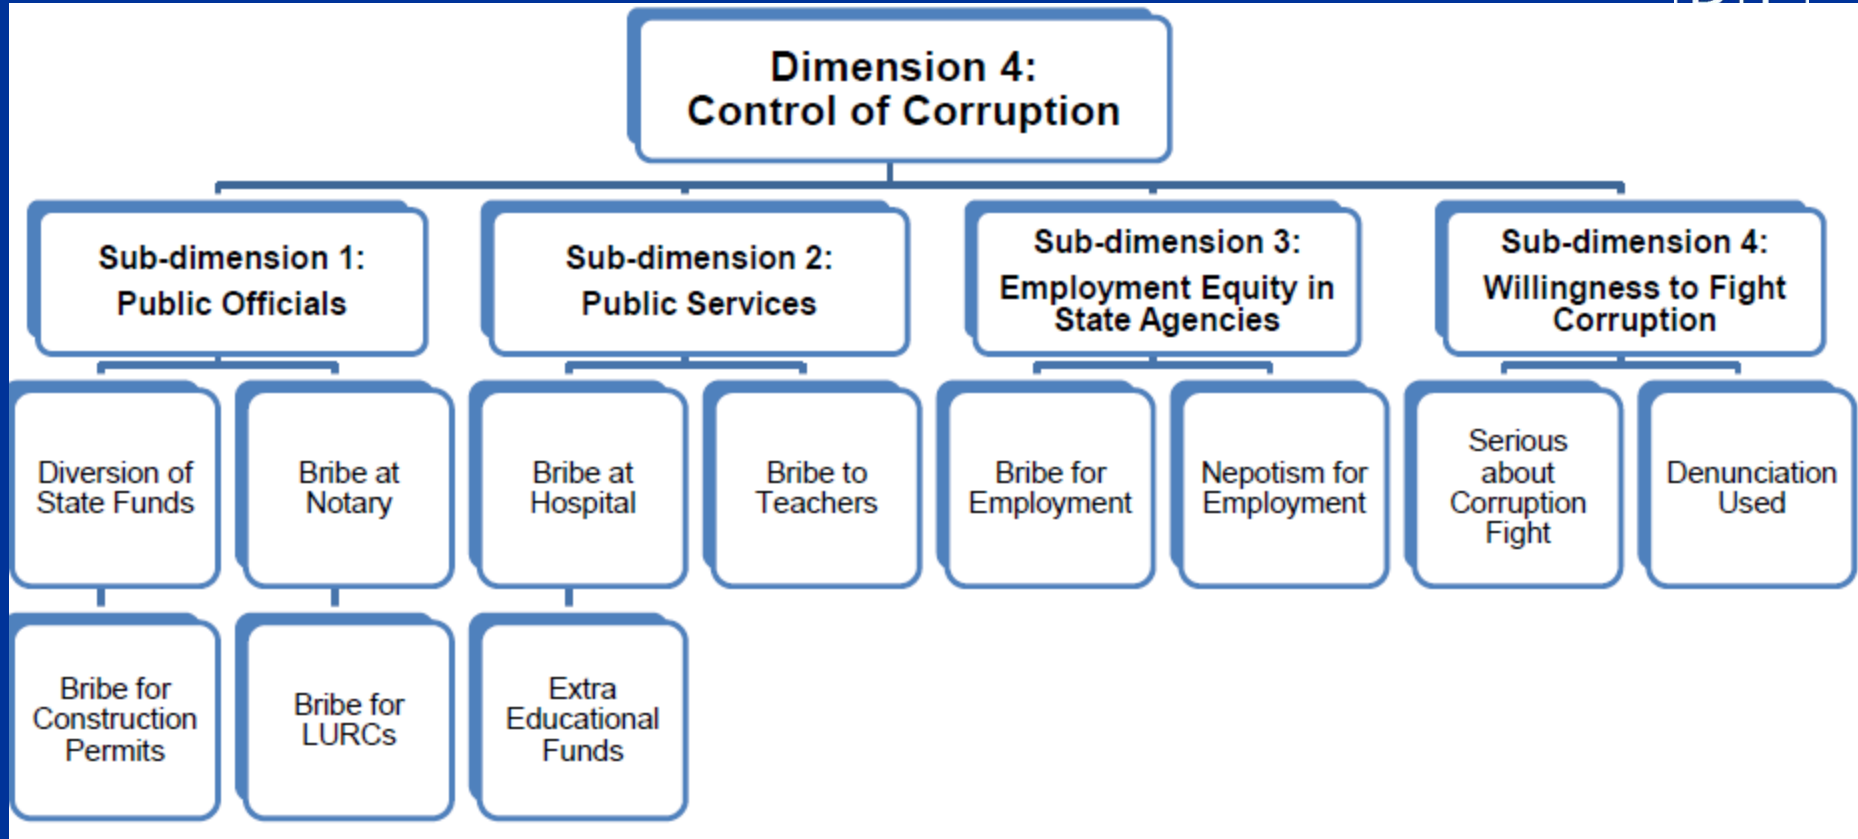 Dimension 4:
Control of Corruption
Sub-dimension 1:
Public Officials
Sub-dimension 2:
Public Services
Sub-dimension 3:
Employment Equity in
State Agencies
Sub-dimension 4:
Willingness to Fight
Corruption
Diversion of
State Funds
Bribe at
Notary
Bribe at
Hospital
Bribe to
Teachers
Bribe for
Employment
Nepotism for
Employment
Serious
about
Corruption
Fight
Denunciation
Used
Bribe for
Construction
Permits
Bribe for
LURCs
Extra
Educational
Funds